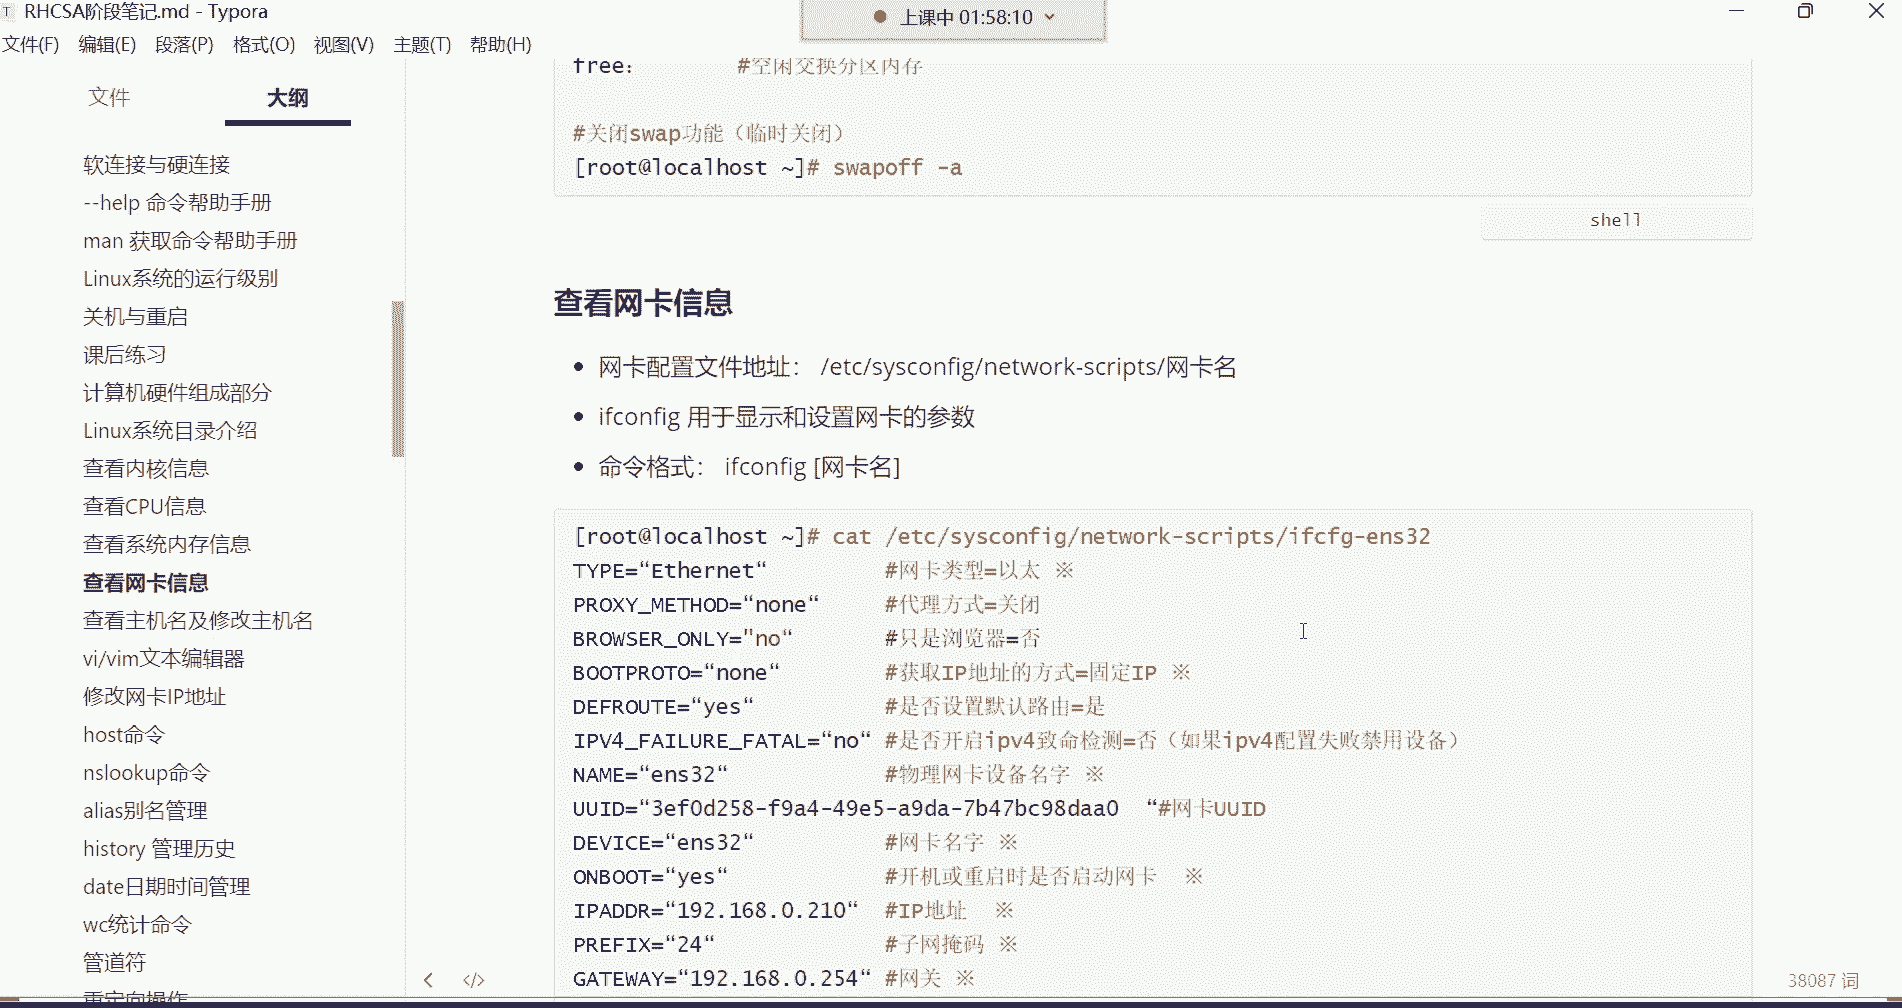 RHCSA阶段笔记.md - Typora
上课中 01:58:10
文件(F) 编辑(E) 段落(P) 格式(O) 视图(V) 主题(T) 帮助(H)
文件 大纲
软连接与硬连接
--help 命令帮助手册
man 获取命令帮助手册
Linux系统的运行级别
关机与重启
课后练习
计算机硬件组成部分
Linux系统目录介绍
查看内核信息
查看CPU信息
查看系统内存信息
查看网卡信息
查看主机名及修改主机名
vi/vim文本编辑器
修改网卡IP地址
host命令
nslookup命令
alias别名管理
history 管理历史
date日期时间管理
wc统计命令
管道符
重定向操作
free： #空闲交换分区内存
#关闭swap功能（临时关闭）
[root@localhost ~]# swapoff -a
shell
查看网卡信息
• 网卡配置文件地址： /etc/sysconfig/network-scripts/网卡名
• ifconfig 用于显示和设置网卡的参数
• 命令格式： ifconfig [网卡名]
[root@localhost ~]# cat /etc/sysconfig/network-scripts/ifcfg-ens32
TYPE=“Ethernet“ #网卡类型=以太 ※
PROXY_METHOD=“none“ #代理方式=关闭
BROWSER_ONLY="no“ #只是浏览器=否
BOOTPROTO=“none“ #获取IP地址的方式=固定IP ※
DEFROUTE=“yes“ #是否设置默认路由=是
IPV4_FAILURE_FATAL=“no“ #是否开启ipv4致命检测=否（如果ipv4配置失败禁用设备）
NAME=“ens32“ #物理网卡设备名字 ※
UUID=“3ef0d258-f9a4-49e5-a9da-7b47bc98daa0 “#网卡UUID
DEVICE=“ens32“ #网卡名字 ※
ONBOOT=“yes“ #开机或重启时是否启动网卡 ※
IPADDR=“192.168.0.210“ #IP地址 ※
PREFIX=“24“ #子网掩码 ※
GATEWAY=“192.168.0.254“ #网关 ※
38087 词